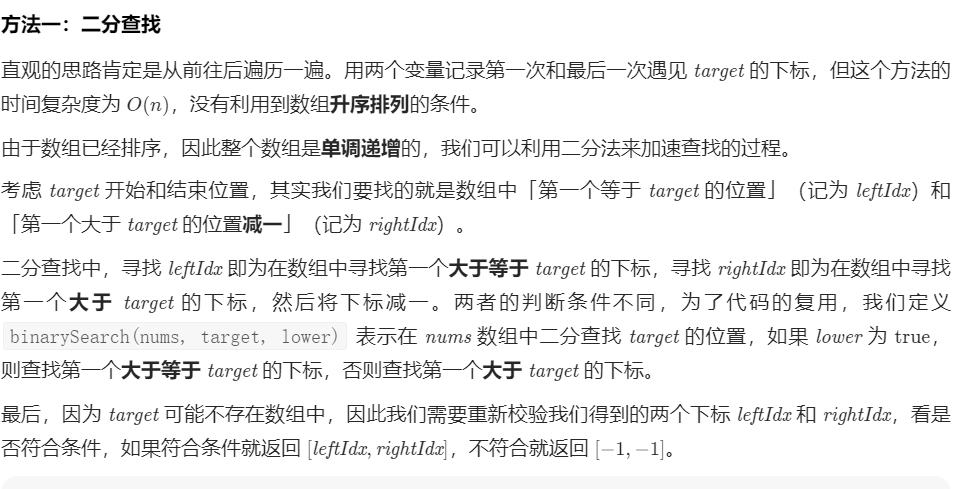 方法一：二分查找
直观的思路肯定是从前往后遍历一遍。用两个变量记录第一次和最后一次遇见 target 的下标，但这个方法的
时间复杂度为 O(n)，没有利用到数组升序排列的条件。
由于数组已经排序，因此整个数组是单调递增的，我们可以利用二分法来加速查找的过程。
考虑 target 开始和结束位置，其实我们要找的就是数组中「第一个等于 target 的位置」（记为 leftIdx）和
「第一个大于 target 的位置减一」（记为 rightIdx）。
二分查找中，寻找 leftIdx 即为在数组中寻找第一个大于等于 target 的下标，寻找 rightIdx 即为在数组中寻找
第一个大于 target 的下标，然后将下标减一。两者的判断条件不同，为了代码的复用，我们定义
binarySearch(nums, target, lower) 表示在 nums 数组中二分查找 target 的位置，如果 lower 为 true，
则查找第一个大于等于 target 的下标，否则查找第一个大于 target 的下标。
最后，因为 target 可能不存在数组中，因此我们需要重新校验我们得到的两个下标 leftIdx 和 rightIdx，看是
否符合条件，如果符合条件就返回 [leftIdx, rightIdx]，不符合就返回 [−1, −1]。